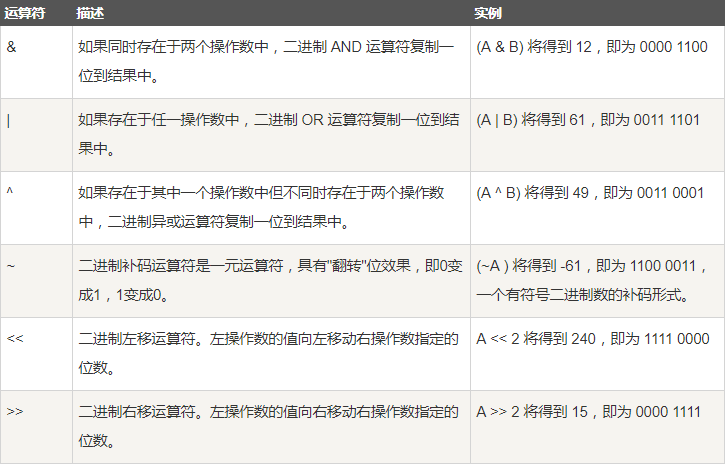 运算符 描述 实例
& 如果同时存在于两个操作数中，二进制 AND 运算符复制一 (A & B) 将得到 12，即为 0000 1100
位到结果中。
| 如果存在于任一操作数中，二进制 OR 运算符复制一位到结 (A | B) 将得到 61，即为 0011 1101
果中。
^ 如果存在于其中一个操作数中但不同时存在于两个操作数 (A ^ B) 将得到 49，即为 0011 0001
中，二进制异或运算符复制一位到结果中。
~ 二进制补码运算符是一元运算符，具有"翻转"位效果，即0变 (~A ) 将得到 -61，即为 1100 0011，
成1，1变成0。 一个有符号二进制数的补码形式。
<< 二进制左移运算符。左操作数的值向左移动右操作数指定的 A << 2 将得到 240，即为 1111 0000
位数。
>> 二进制右移运算符。左操作数的值向右移动右操作数指定的 A >> 2 将得到 15，即为 0000 1111
位数。